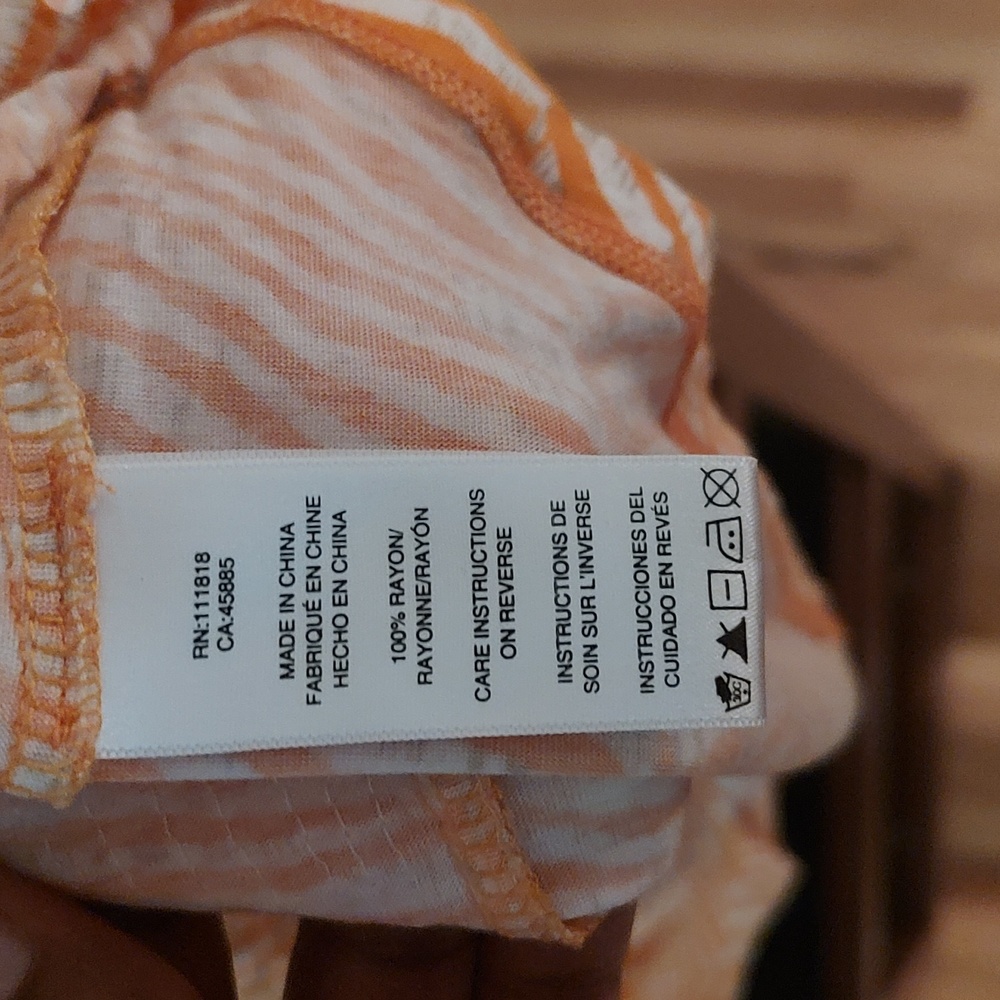 RN:111818
CA:45885
MADE IN CHINA
FABRIQUÉ EN CHINE
HECHO EN CHINA
100% RAYON/
RAYONNE/RAYÓN
CARE INSTRUCTIONS
ON REVERSE
INSTRUCTIONS DE
SOIN SUR L'INVERSE
INSTRUCCIONES DEL
CUIDADO EN REVÉS